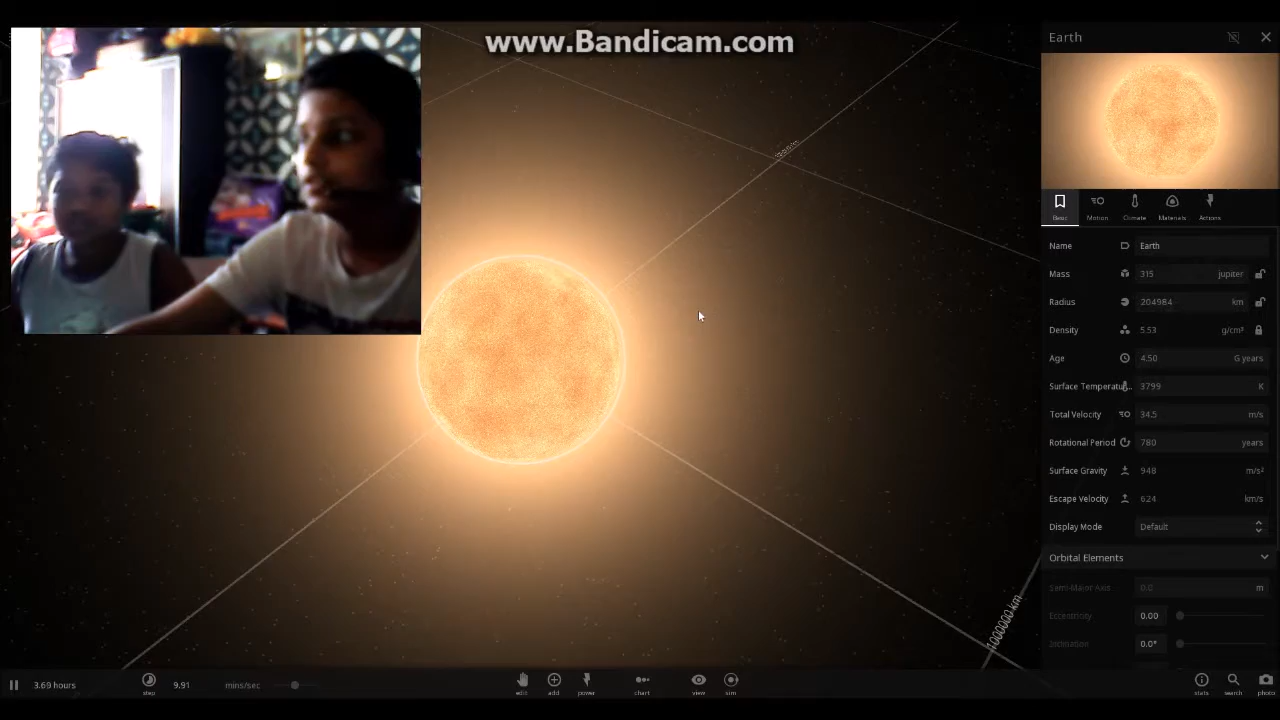 www.Bandicam.com
Earth
Basic
Motion
Climate
Materials
Actions
Name Earth
Mass 315 jupiter
Radius 204984 km
Density 5.53 g/cm³
Age 4.50 G years
Surface Temperatu... 3799 K
Total Velocity 34.5 m/s
Rotational Period 780 years
Surface Gravity 948 m/s²
Escape Velocity 624 km/s
Display Mode Default
Orbital Elements
Semi-Major Axis 0.0 m
Eccentricity 0.00
Inclination 0.0°
1000000 km
3.69 hours
step
9.91 mins/sec
edit
add
power
chart
view
sim
stats
search
photo